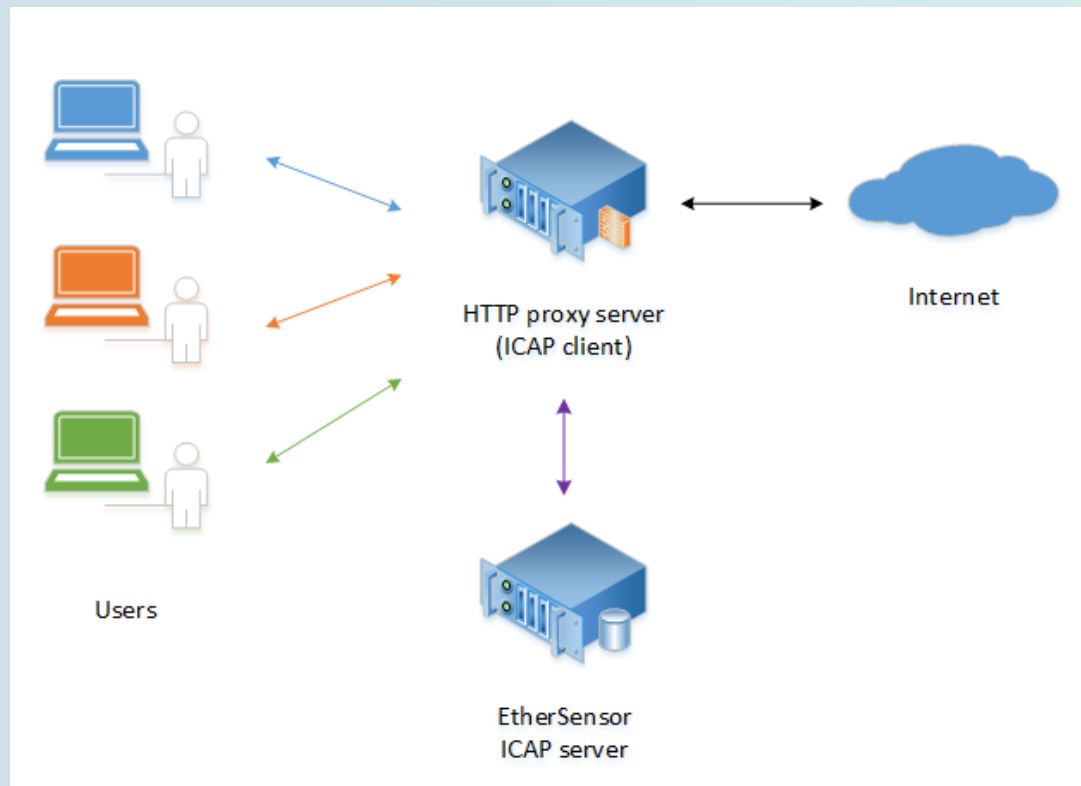 HTTP proxy server
(ICAP client)
Internet
Users
EtherSensor
ICAP server